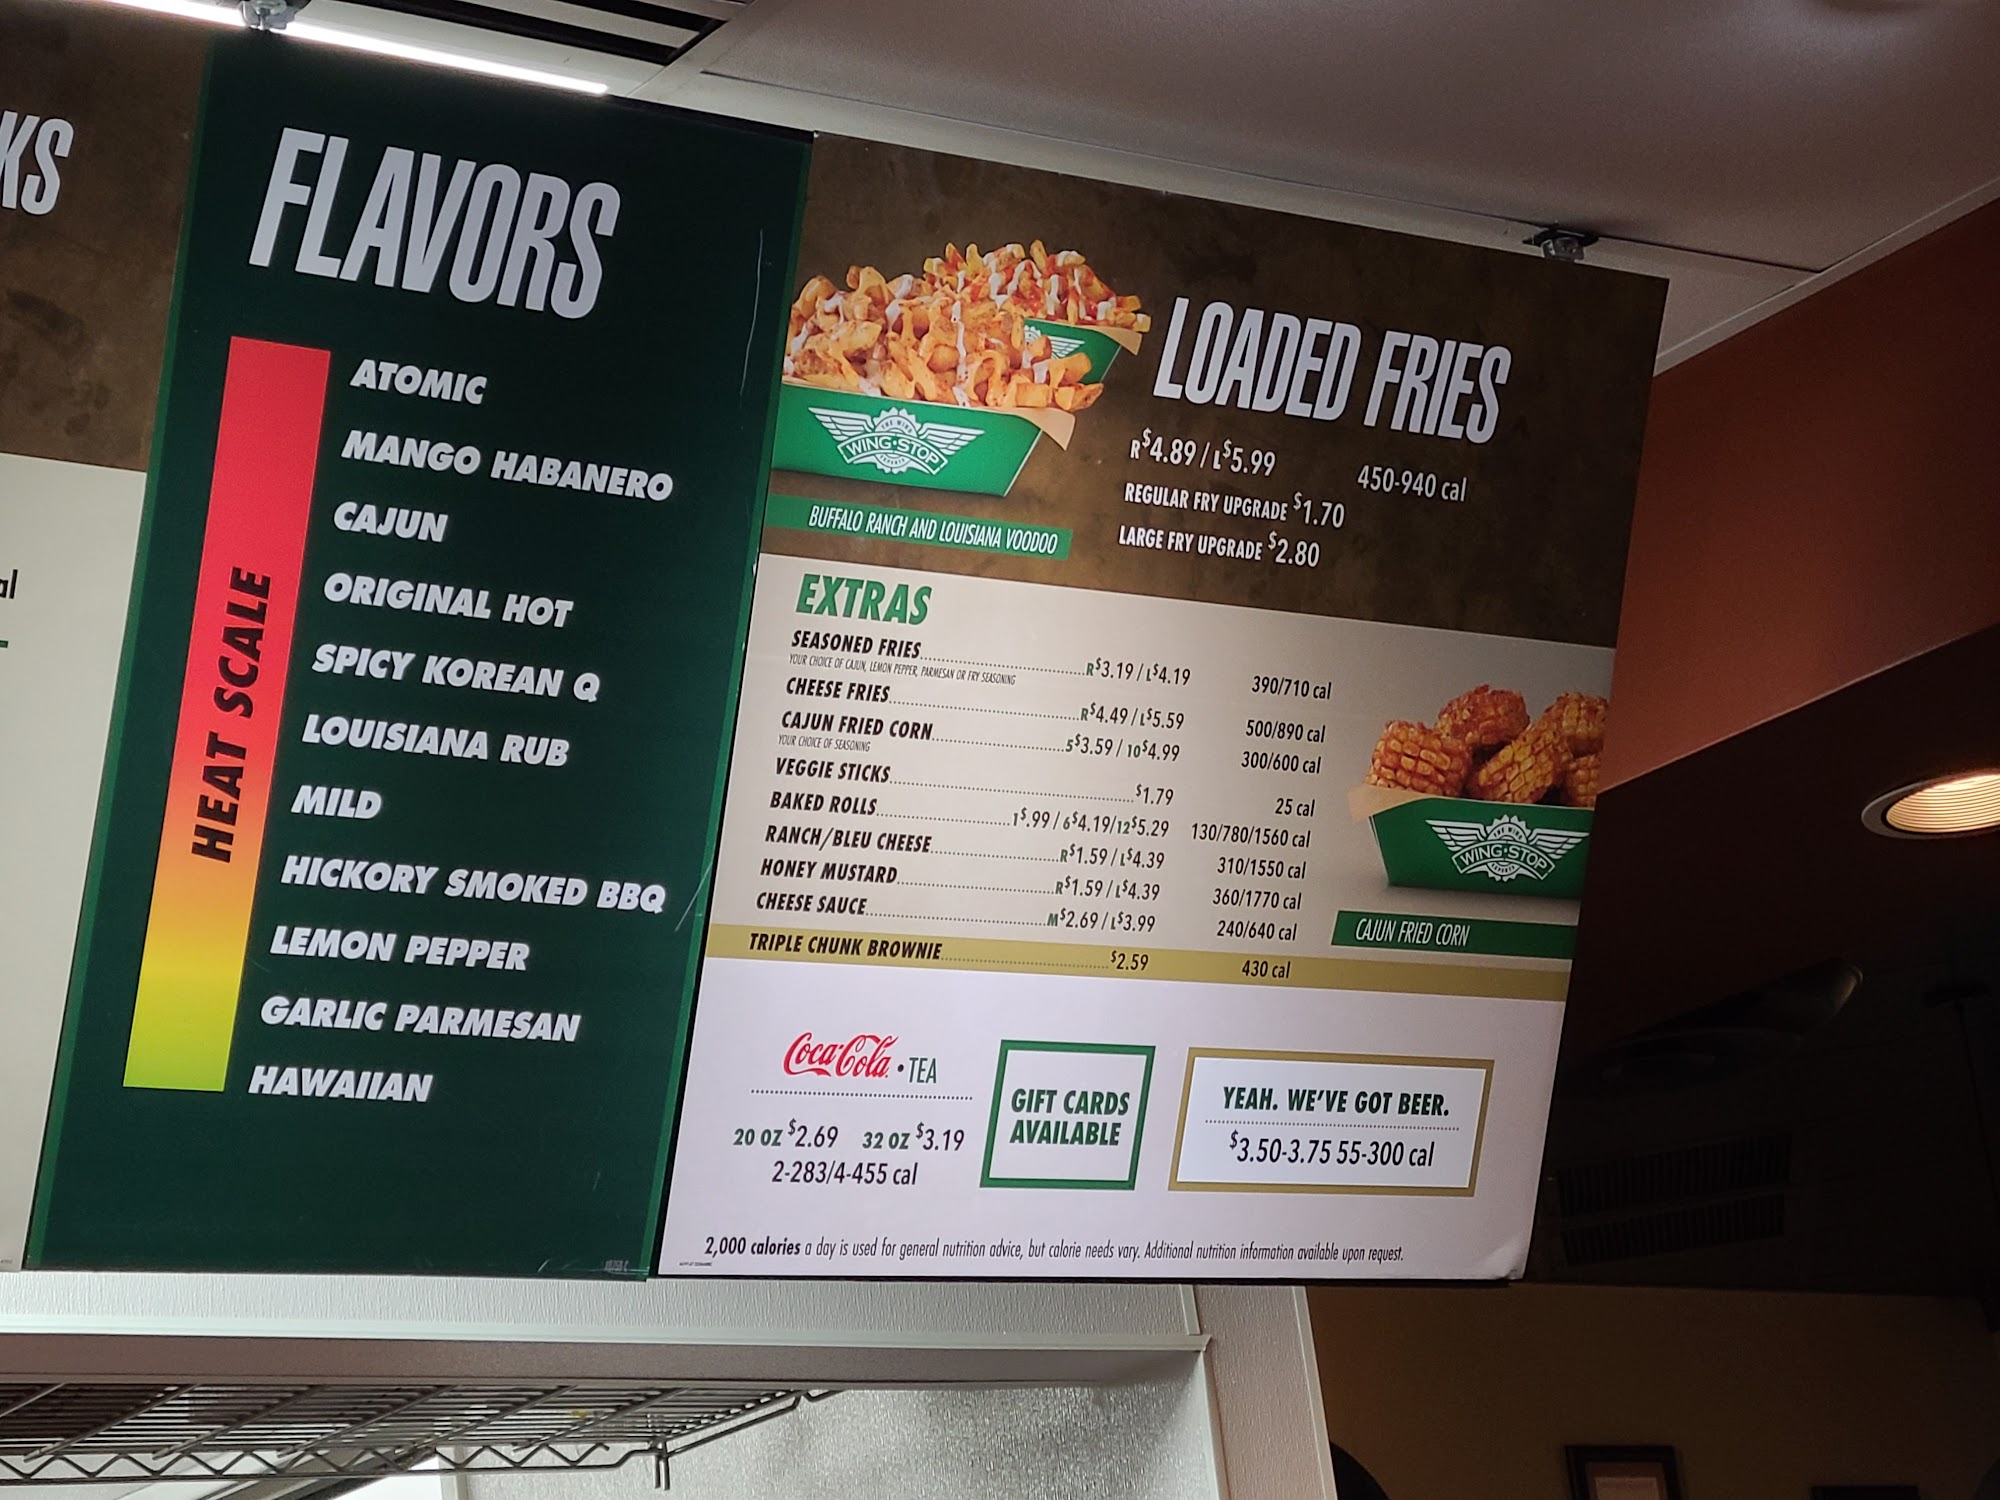 KS
al
FLAVORS
HEAT SCALE
ATOMIC
MANGO HABANERO
CAJUN
ORIGINAL HOT
SPICY KOREAN Q
LOUISIANA RUB
MILD
HICKORY SMOKED BBQ
LEMON PEPPER
GARLIC PARMESAN
HAWAIIAN
THE WING
WING·STOP
EXPERTS
BUFFALO RANCH AND LOUISIANA VOODOO
LOADED FRIES
R$4.89 / L$5.99 450-940 cal
REGULAR FRY UPGRADE $1.70
LARGE FRY UPGRADE $2.80
EXTRAS
SEASONED FRIES R$3.19 / L$4.19 390/710 cal
YOUR CHOICE OF CAJUN, LEMON PEPPER, PARMESAN OR FRY SEASONING
CHEESE FRIES R$4.49 / L$5.59 500/890 cal
CAJUN FRIED CORN 5$3.59 / 10$4.99 300/600 cal
YOUR CHOICE OF SEASONING
VEGGIE STICKS $1.79 25 cal
BAKED ROLLS 1$.99 / 6$4.19/12$5.29 130/780/1560 cal
RANCH/BLEU CHEESE R$1.59 / L$4.39 310/1550 cal
HONEY MUSTARD R$1.59 / L$4.39 360/1770 cal
CHEESE SAUCE M$2.69 / L$3.99 240/640 cal
TRIPLE CHUNK BROWNIE $2.59 430 cal
THE WING
WING·STOP
EXPERTS
CAJUN FRIED CORN
Coca-Cola • TEA
20 OZ $2.69 32 OZ $3.19
2-283/4-455 cal
GIFT CARDS
AVAILABLE
YEAH. WE'VE GOT BEER.
$3.50-3.75 55-300 cal
2,000 calories a day is used for general nutrition advice, but calorie needs vary. Additional nutrition information available upon request.